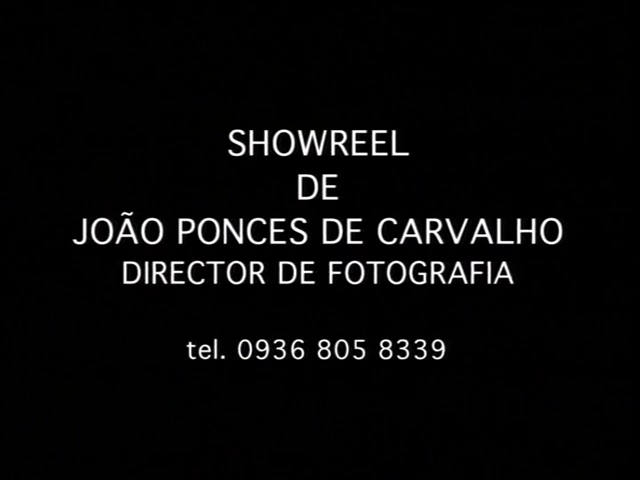 SHOWREEL
DE
JOÃO PONCES DE CARVALHO
DIRECTOR DE FOTOGRAFIA
tel. 0936 805 8339